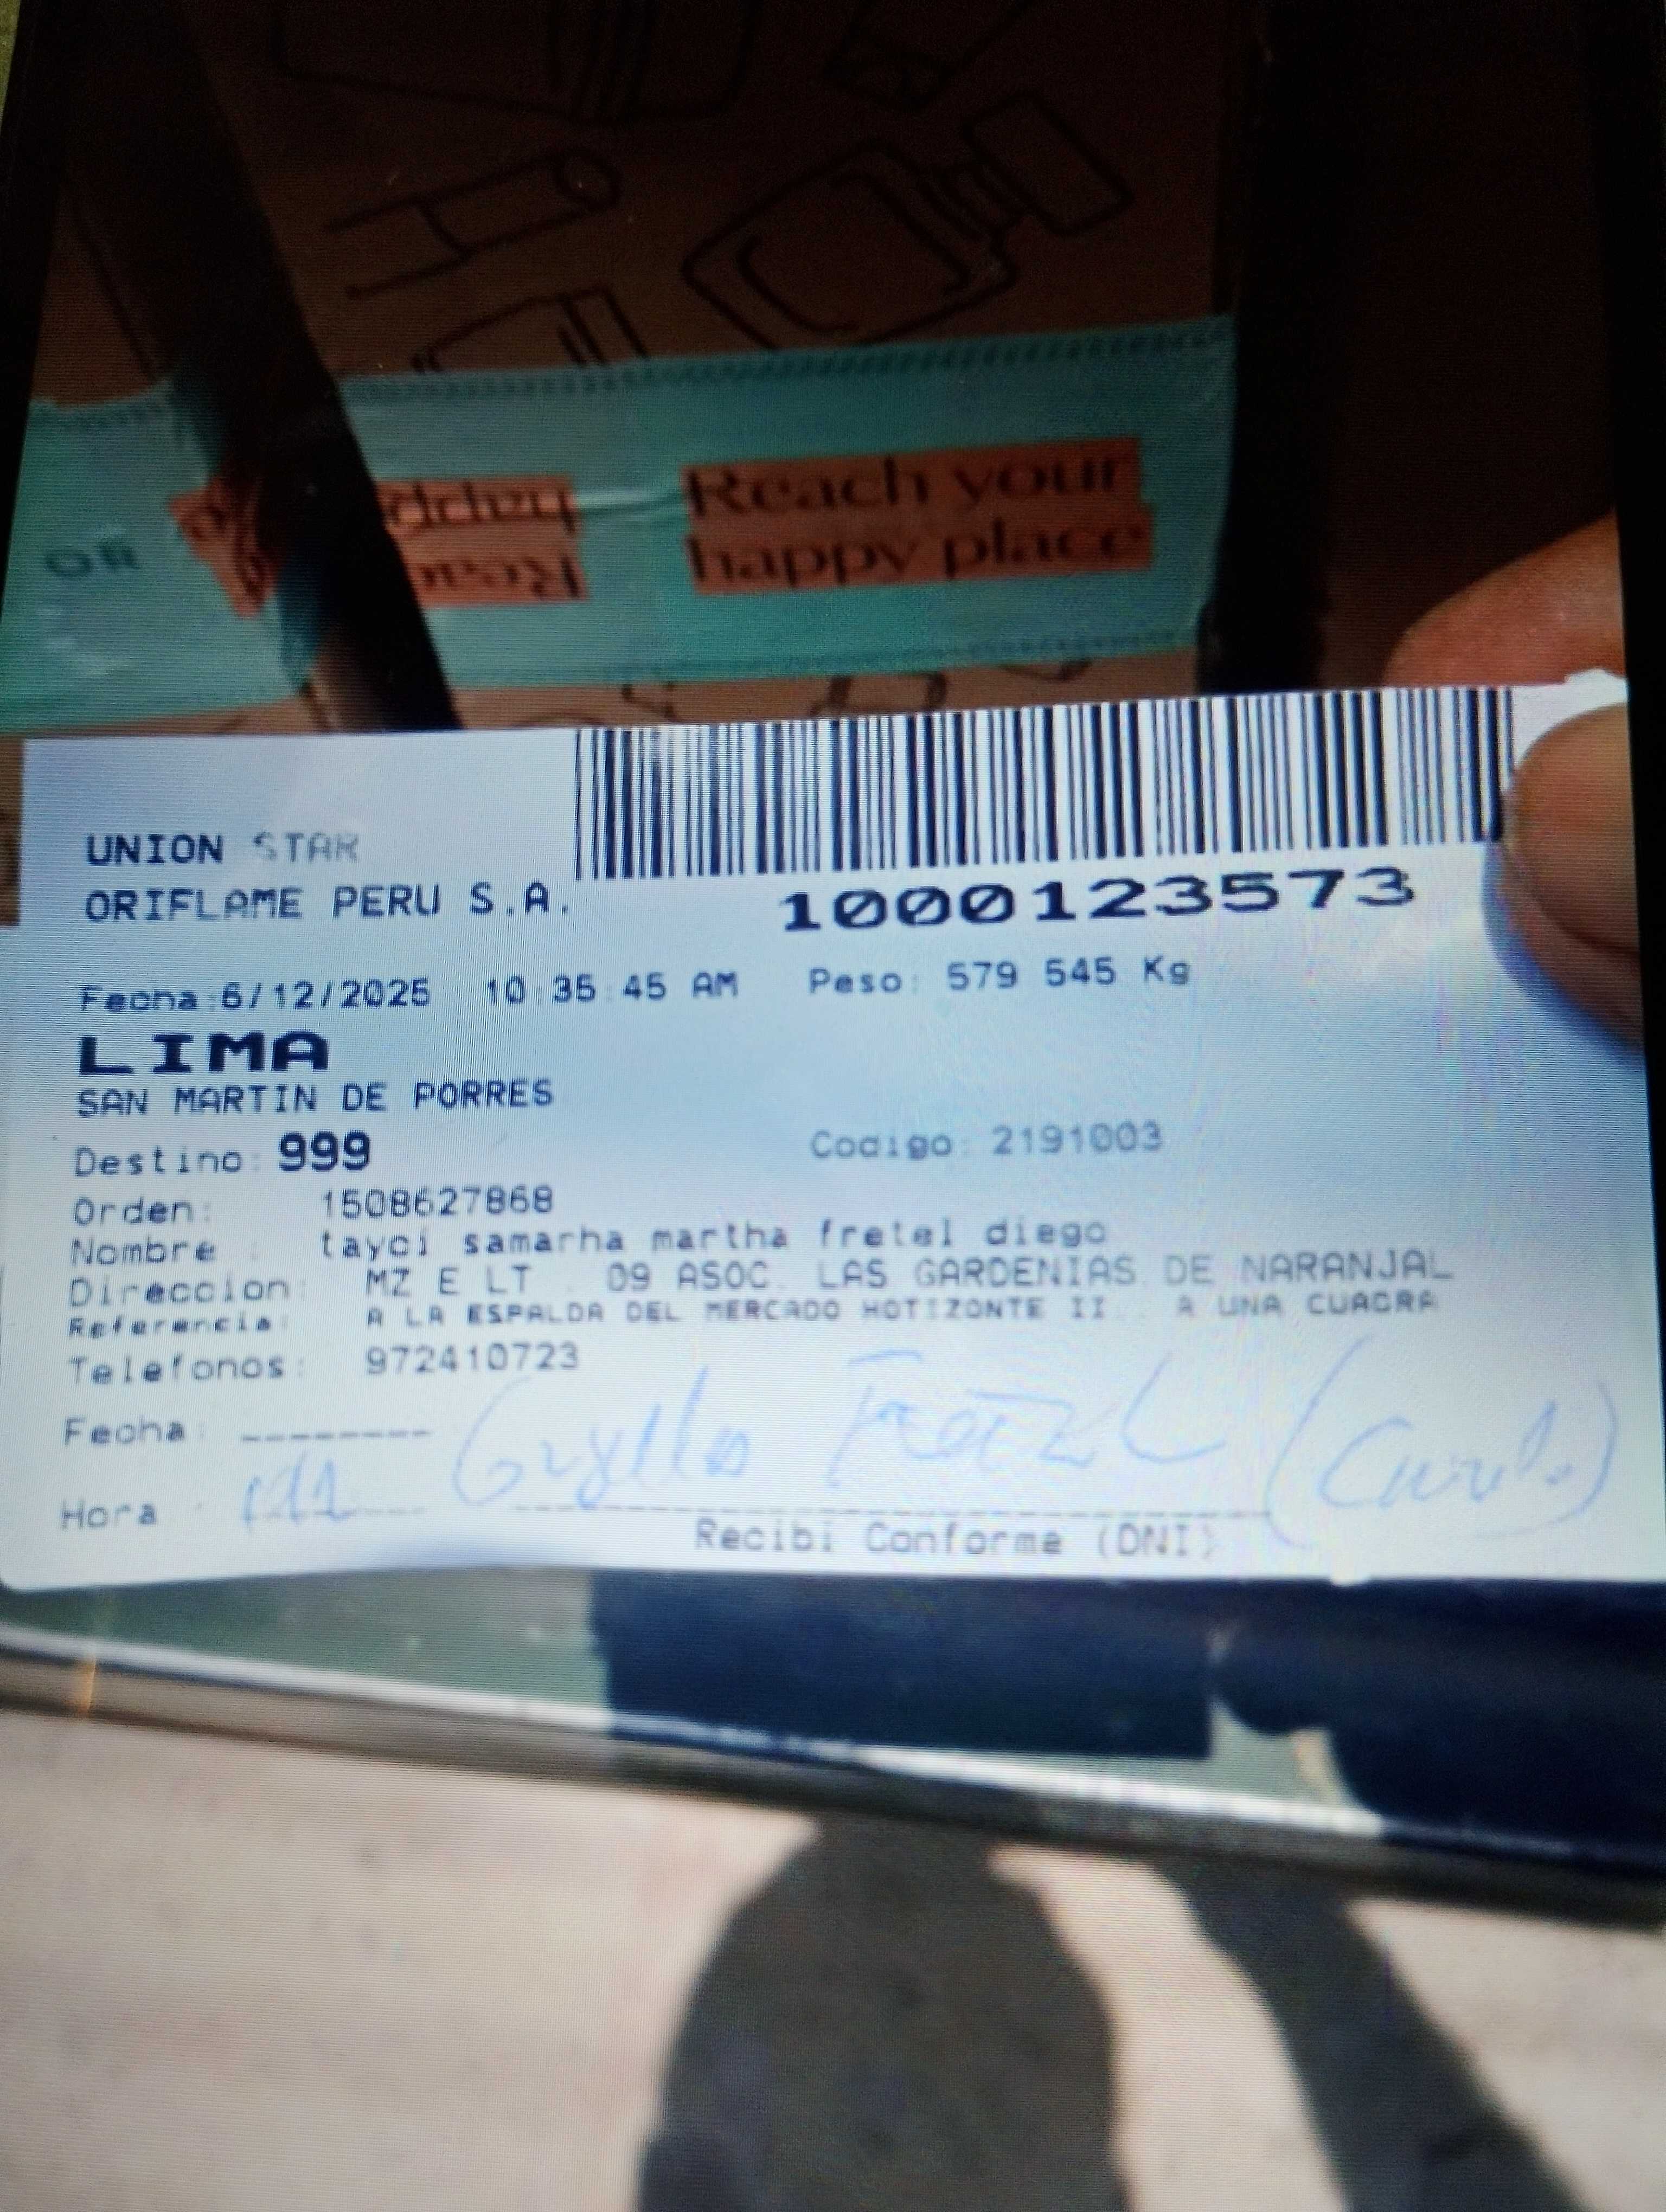 OR
Reach your
happy place
UNION STAR
ORIFLAME PERU S.A.
1000123573
Fecha:6/12/2025 10:35:45 AM Peso: 579 545 Kg
LIMA
SAN MARTIN DE PORRES
Destino: 999 Codigo: 2191003
Orden: 1508627868
Nombre : tayci samarha martha fretel diego
Direccion: MZ E LT . 09 ASOC. LAS GARDENIAS DE NARANJAL
Referencia: A LA ESPALDA DEL MERCADO HOTIZONTE II . A UNA CUADRA
Telefonos: 972410723
Fecha :
Hora :
Recibi Conforme (DNI)